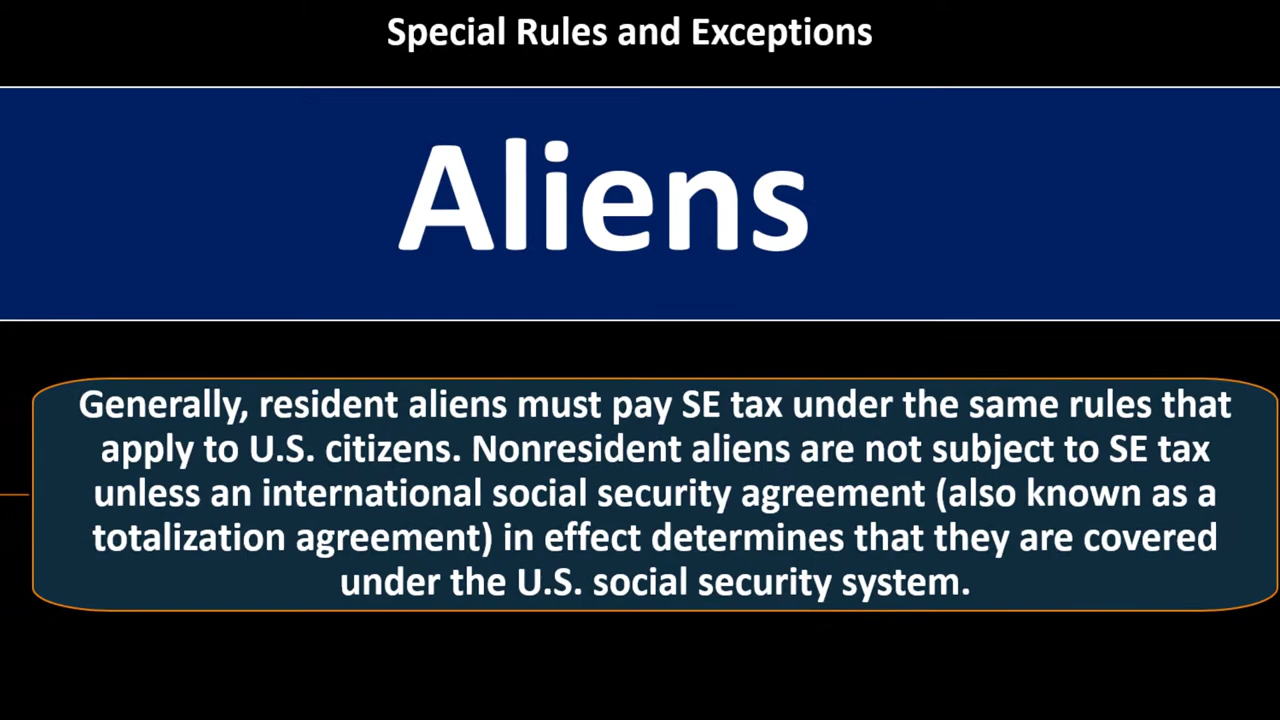 Special Rules and Exceptions
Aliens
Generally, resident aliens must pay SE tax under the same rules that
apply to U.S. citizens. Nonresident aliens are not subject to SE tax
unless an international social security agreement (also known as a
totalization agreement) in effect determines that they are covered
under the U.S. social security system.